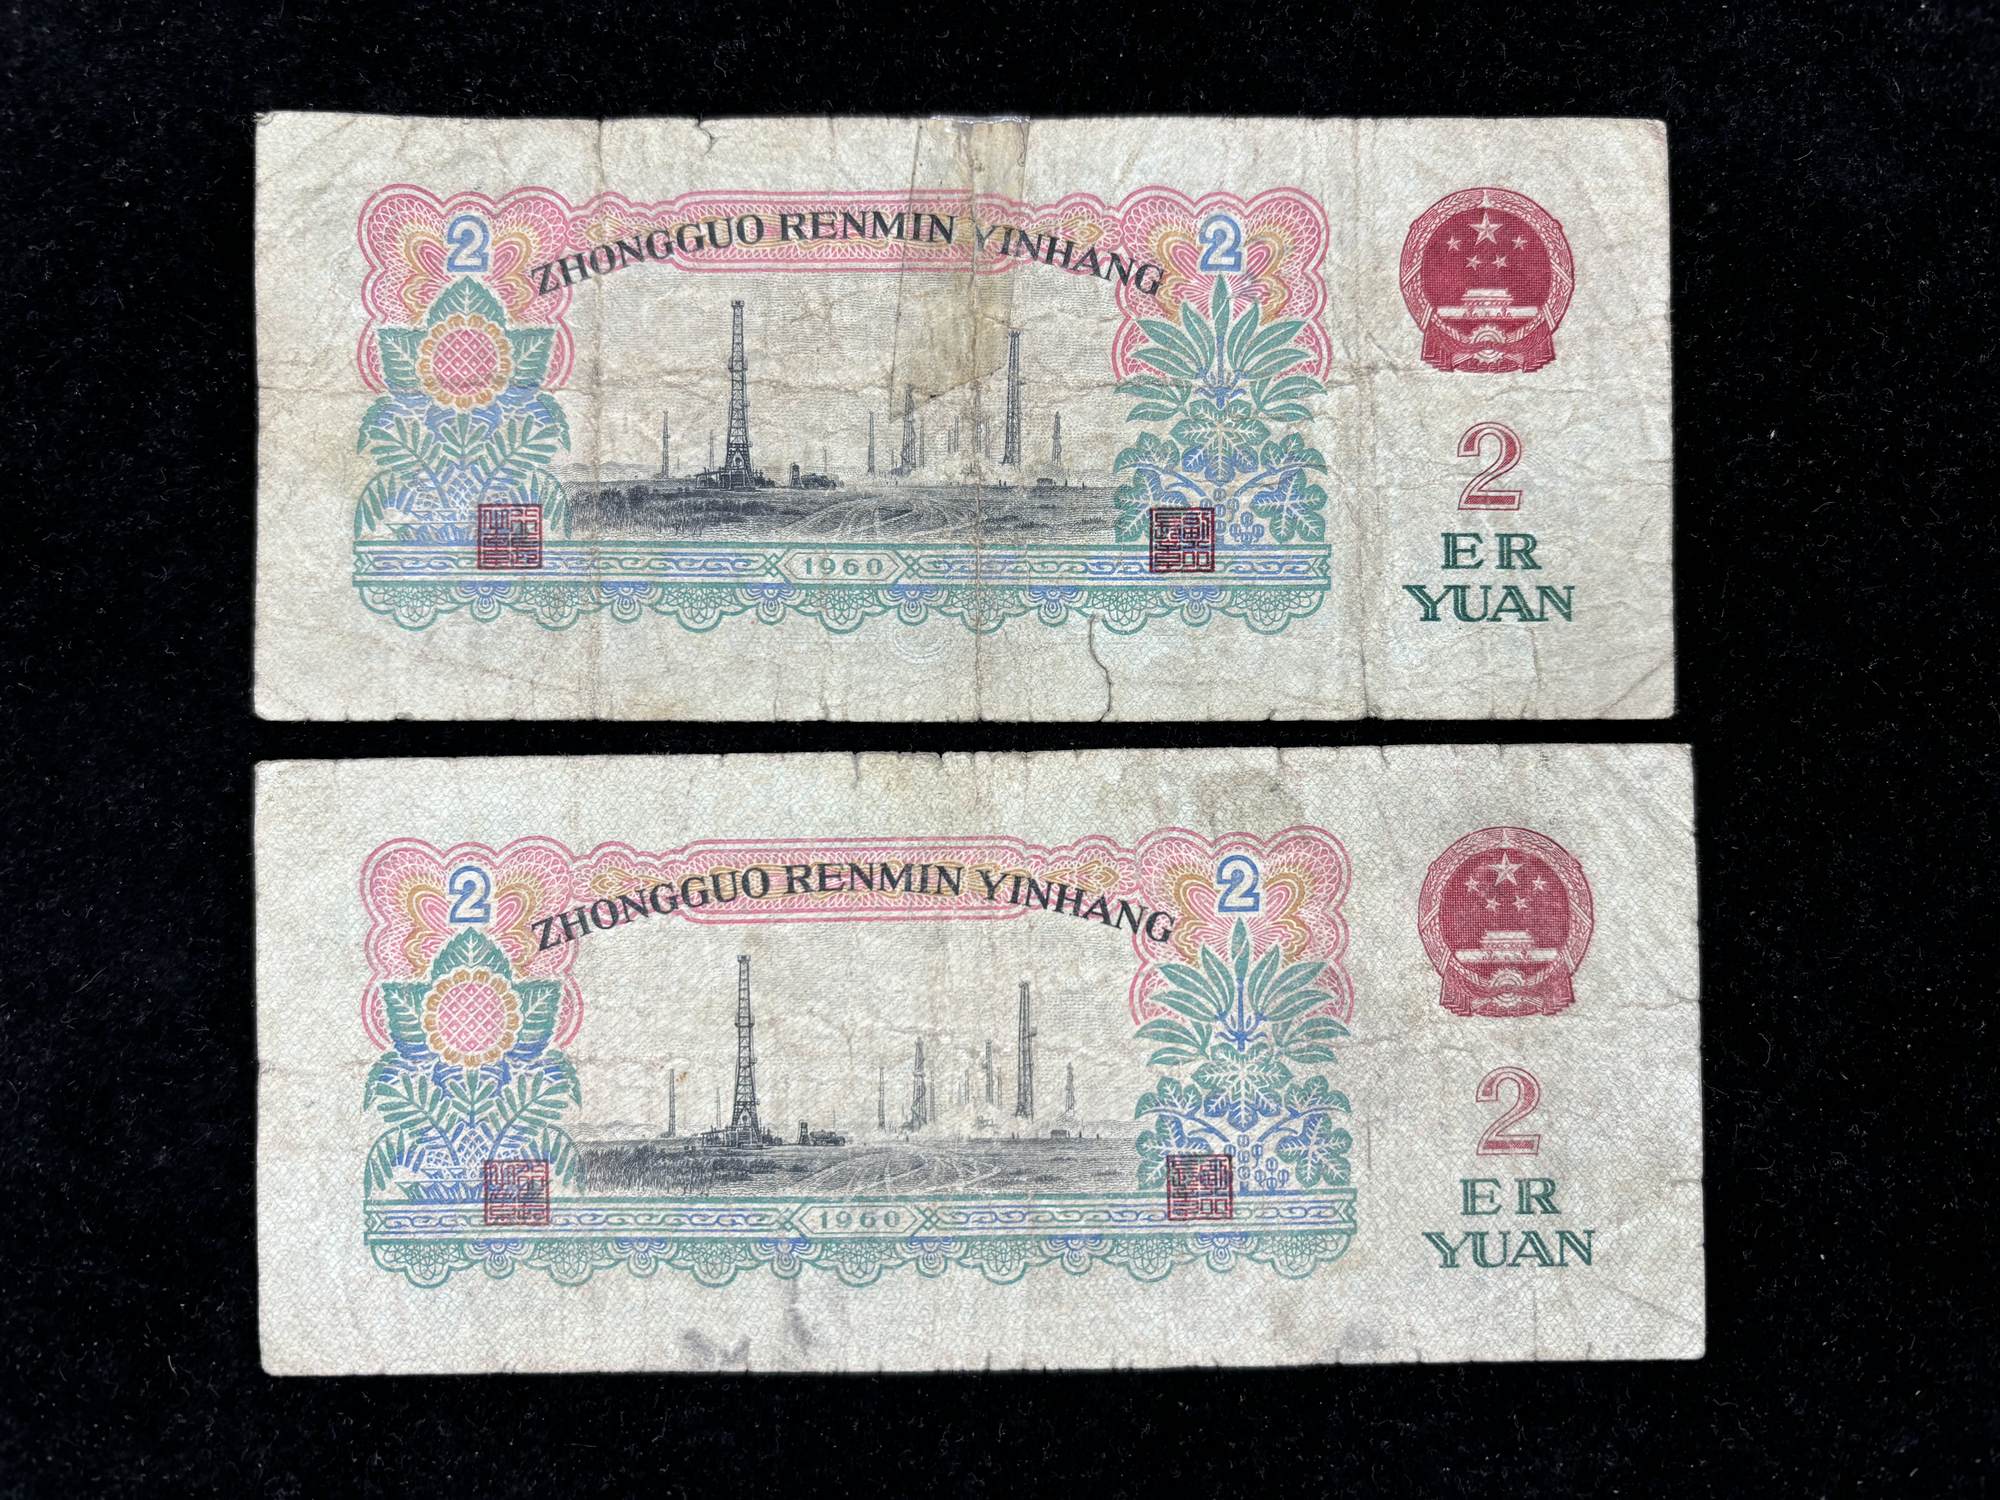 2
ZHONGGUO RENMIN YINHANG
2
1960
2
ER
YUAN
2
ZHONGGUO RENMIN YINHANG
2
1960
2
ER
YUAN